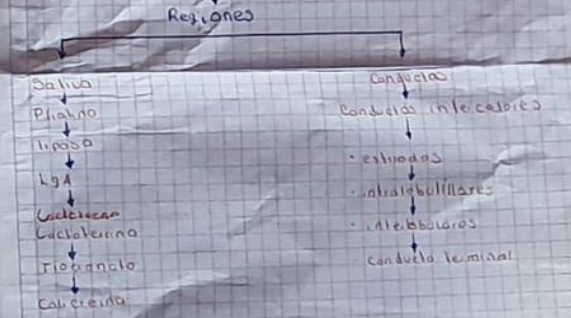 Regiones
Saliva
Ptialina
lipasa
IgA
Lactoferrina
Tiocianato
Calicreina
Conductos
Conductos intercalares
· estriados
· intralobulillares
· interlobulares
conducto terminal